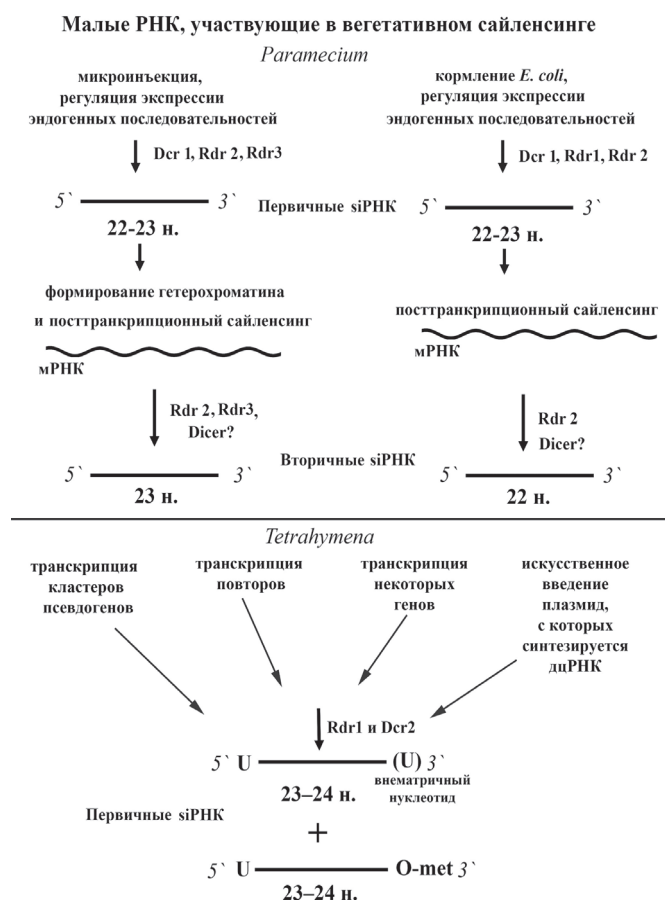 Малые РНК, участвующие в вегетативном сайленсинге
Paramecium
микроинъекция,
регуляция экспрессии
эндогенных последовательностей
Dcr 1, Rdr 2, Rdr3
5` 3`
22-23 н.
формирование гетерохроматина
и посттранкрипционный сайленсинг
мРНК
Rdr 2, Rdr3,
Dicer?
5` 3`
23 н.
кормление E. coli,
регуляция экспрессии
эндогенных последовательностей
Dcr 1, Rdr1, Rdr 2
Первичные siРНК
5` 3`
22-23 н.
посттранкрипционный сайленсинг
мРНК
Rdr 2
Dicer?
Вторичные siРНК
5` 3`
22 н.
Tetrahymena
транскрипция
кластеров
псевдогенов
транскрипция
повторов
транскрипция
некоторых
генов
искусственное
введение
плазмид,
с которых
синтезируется
дцРНК
Rdr1 и Dcr2
5` U (U) 3`
внематричный
нуклеотид
23–24 н.
Первичные siРНК
+
5` U O-met 3`
23–24 н.